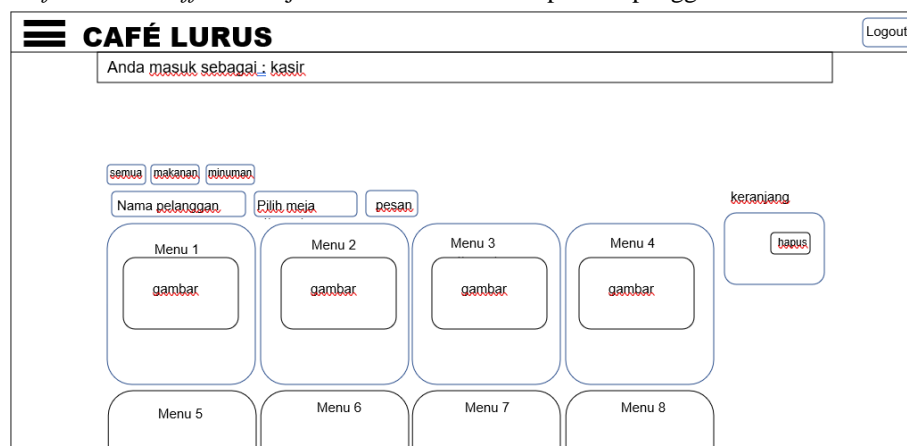 CAFÉ LURUS
Logout
Anda masuk sebagai : kasir
semua makanan minuman
Nama pelanggan Pilih meja pesan
keranjang
hapus
Menu 1 Menu 2 Menu 3 Menu 4
gambar gambar gambar gambar
Menu 5 Menu 6 Menu 7 Menu 8